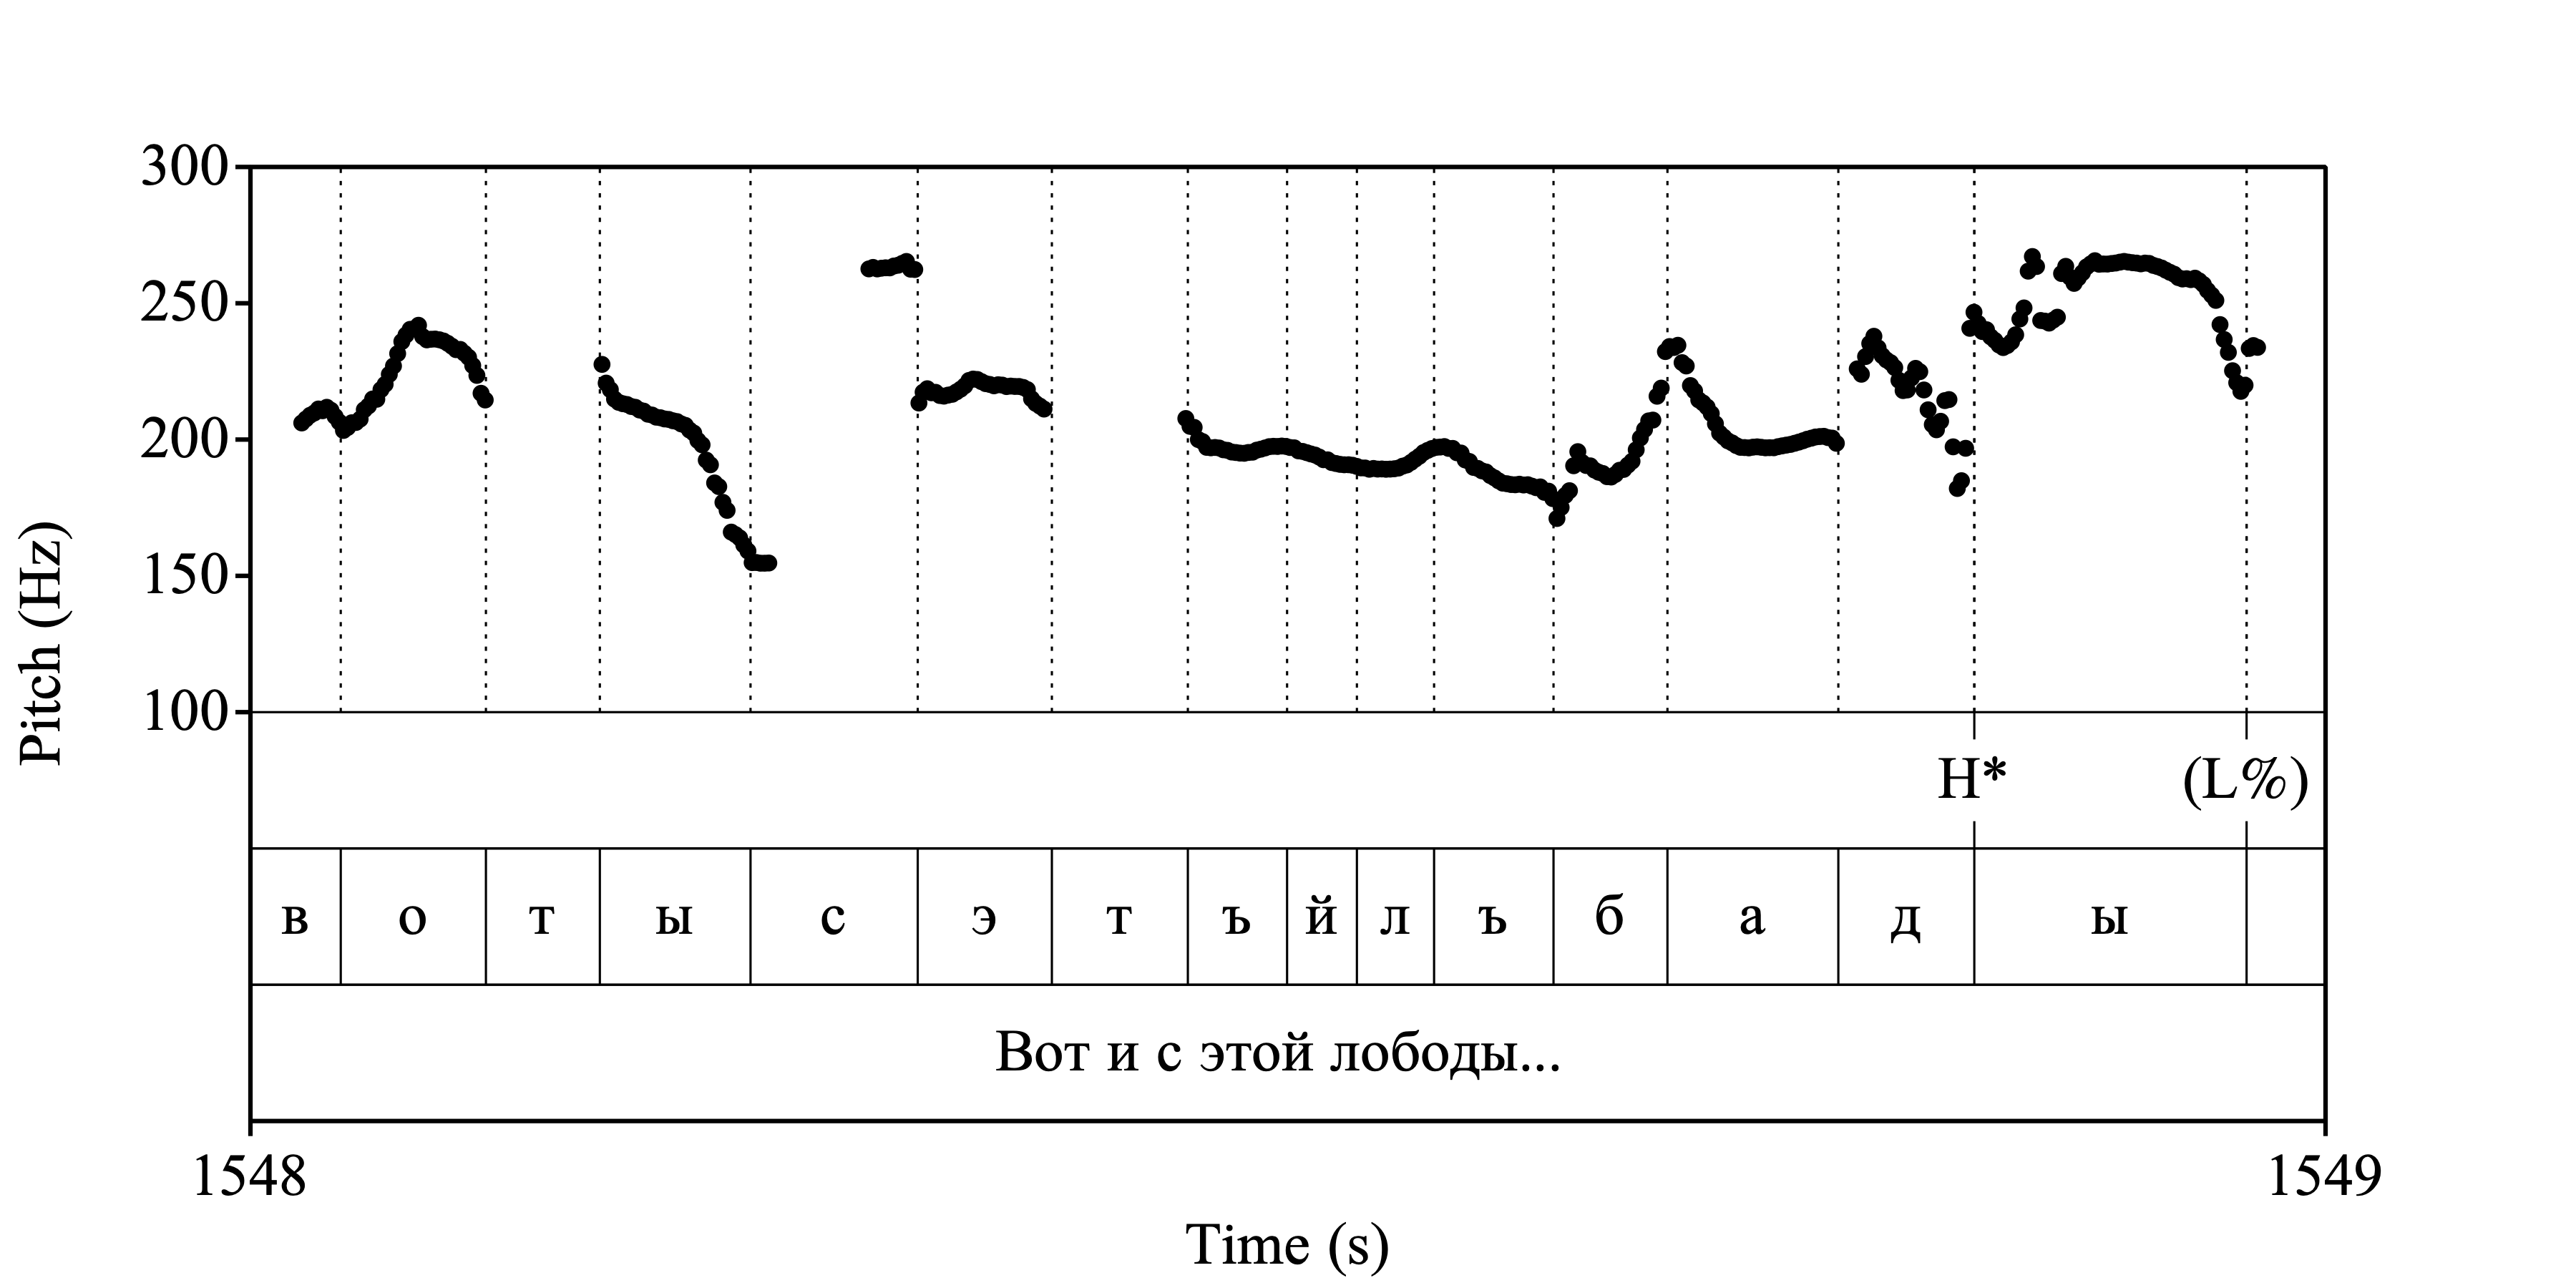 300
250
200
150
100
Pitch (Hz)
H* (L%)
в о т ы с э т ъ й л ъ б а д ы
Вот и с этой лободы...
1548 1549
Time (s)